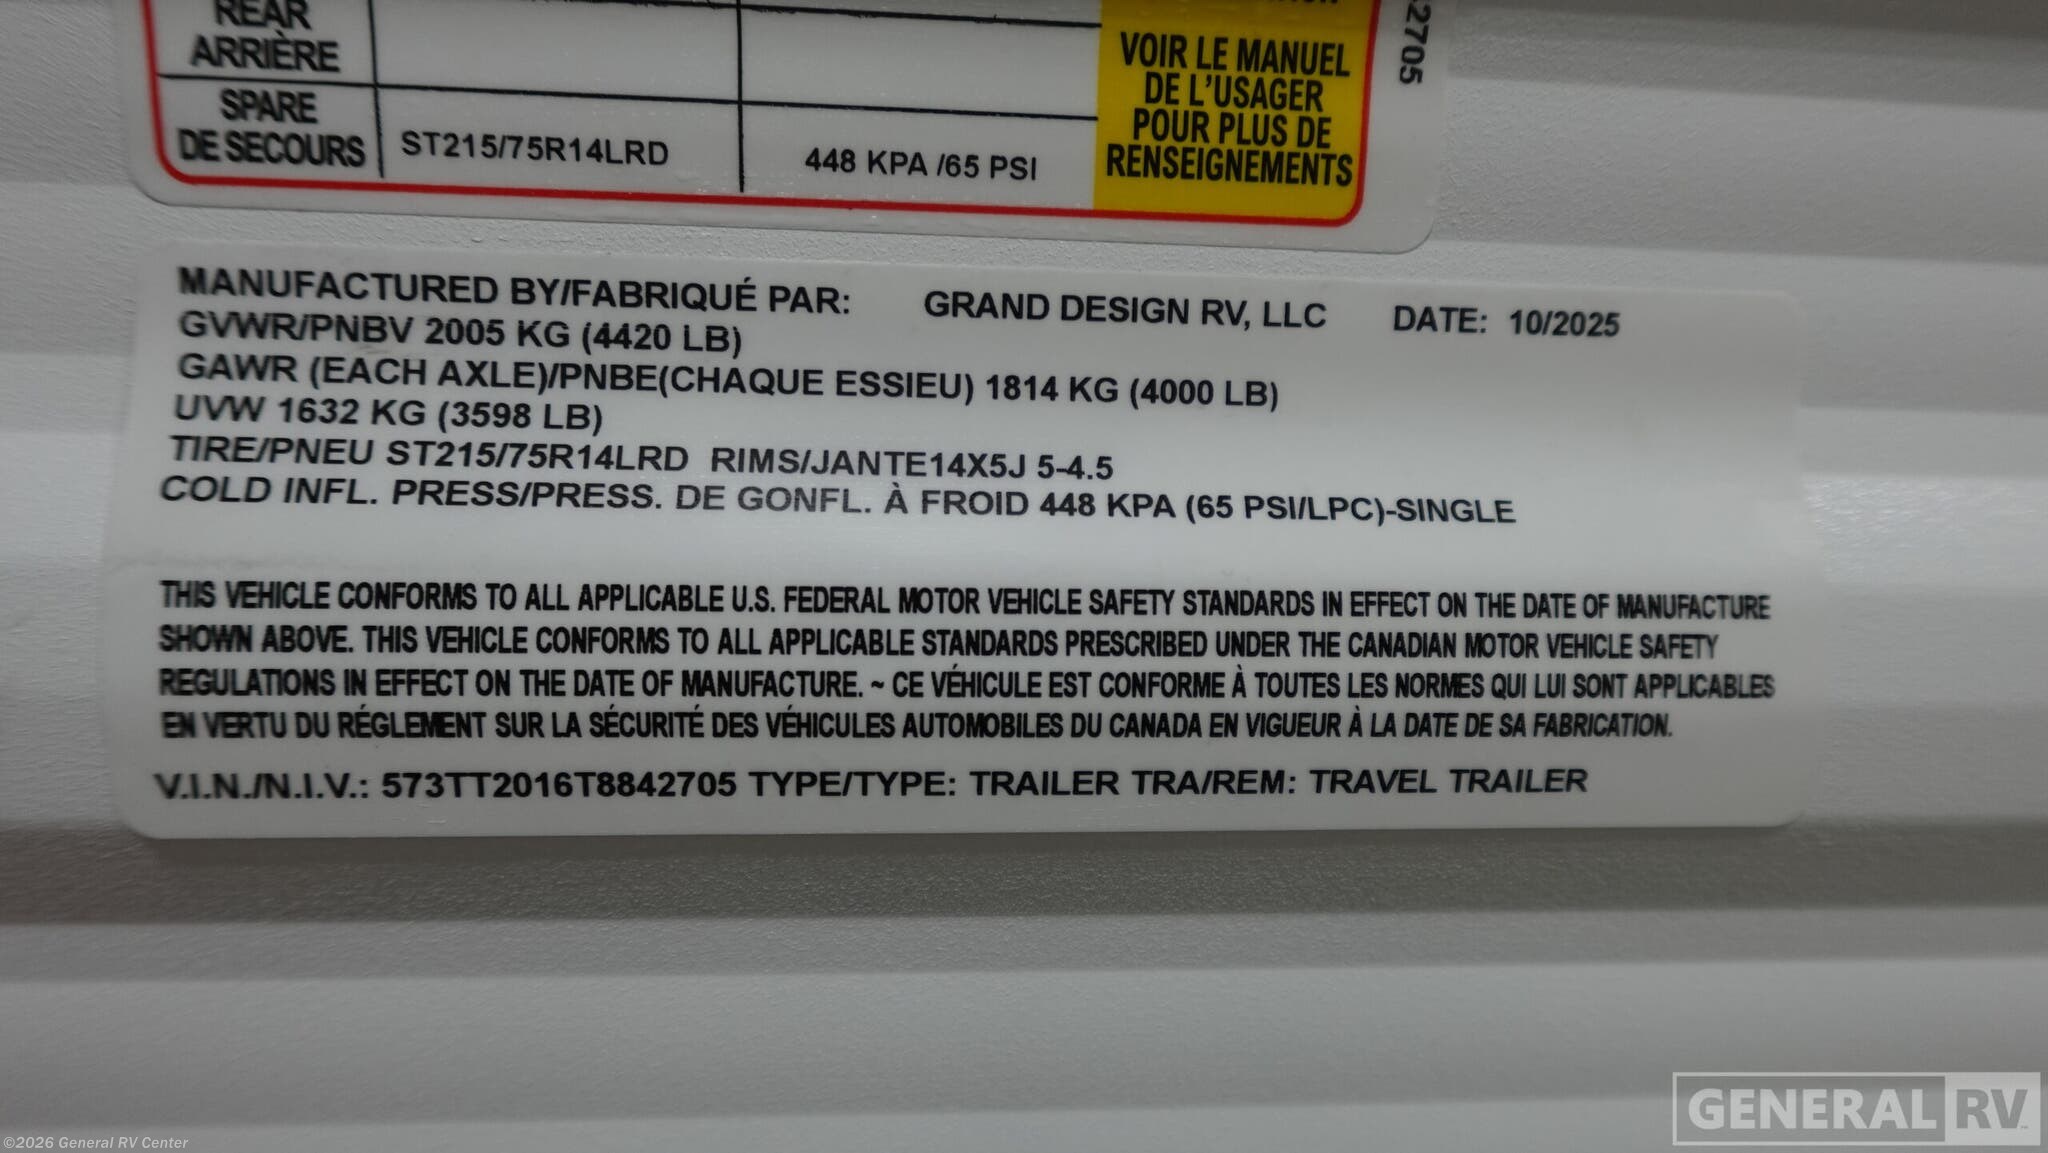 REAR
ARRIÈRE
VOIR LE MANUEL
DE L'USAGER
POUR PLUS DE
RENSEIGNEMENTS
2705
SPARE
DE SECOURS
ST215/75R14LRD
448 KPA /65 PSI
MANUFACTURED BY/FABRIQUÉ PAR: GRAND DESIGN RV, LLC DATE: 10/2025
GVWR/PNBV 2005 KG (4420 LB)
GAWR (EACH AXLE)/PNBE(CHAQUE ESSIEU) 1814 KG (4000 LB)
UVW 1632 KG (3598 LB)
TIRE/PNEU ST215/75R14LRD RIMS/JANTE14X5J 5-4.5
COLD INFL. PRESS/PRESS. DE GONFL. À FROID 448 KPA (65 PSI/LPC)-SINGLE
THIS VEHICLE CONFORMS TO ALL APPLICABLE U.S. FEDERAL MOTOR VEHICLE SAFETY STANDARDS IN EFFECT ON THE DATE OF MANUFACTURE
SHOWN ABOVE. THIS VEHICLE CONFORMS TO ALL APPLICABLE STANDARDS PRESCRIBED UNDER THE CANADIAN MOTOR VEHICLE SAFETY
REGULATIONS IN EFFECT ON THE DATE OF MANUFACTURE. ~ CE VÉHICULE EST CONFORME À TOUTES LES NORMES QUI LUI SONT APPLICABLES
EN VERTU DU RÉGLEMENT SUR LA SÉCURITÉ DES VÉHICULES AUTOMOBILES DU CANADA EN VIGUEUR À LA DATE DE SA FABRICATION.
V.I.N./N.I.V.: 573TT2016T8842705 TYPE/TYPE: TRAILER TRA/REM: TRAVEL TRAILER
GENERAL RV
©2026 General RV Center